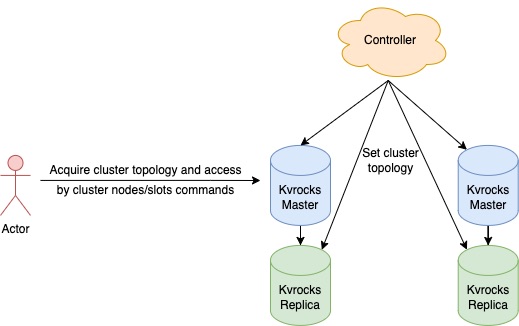 Controller
Acquire cluster topology and access
by cluster nodes/slots commands
Set cluster
topology
Kvrocks
Master
Kvrocks
Master
Actor
Kvrocks
Replica
Kvrocks
Replica